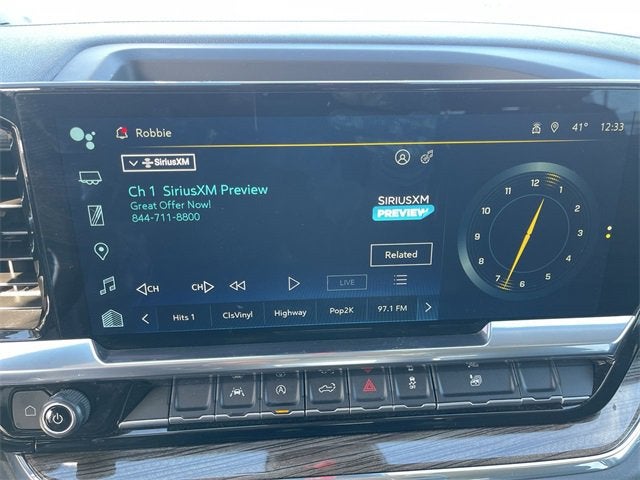 Robbie
41° 12:33
SiriusXM
Ch 1 SiriusXM Preview
Great Offer Now!
844-711-8800
SIRIUSXM
PREVIEW
Related
CH CH
LIVE
Hits 1 ClsVinyl Highway Pop2K 97.1 FM
12
1
2
3
4
5
6
7
8
9
10
11